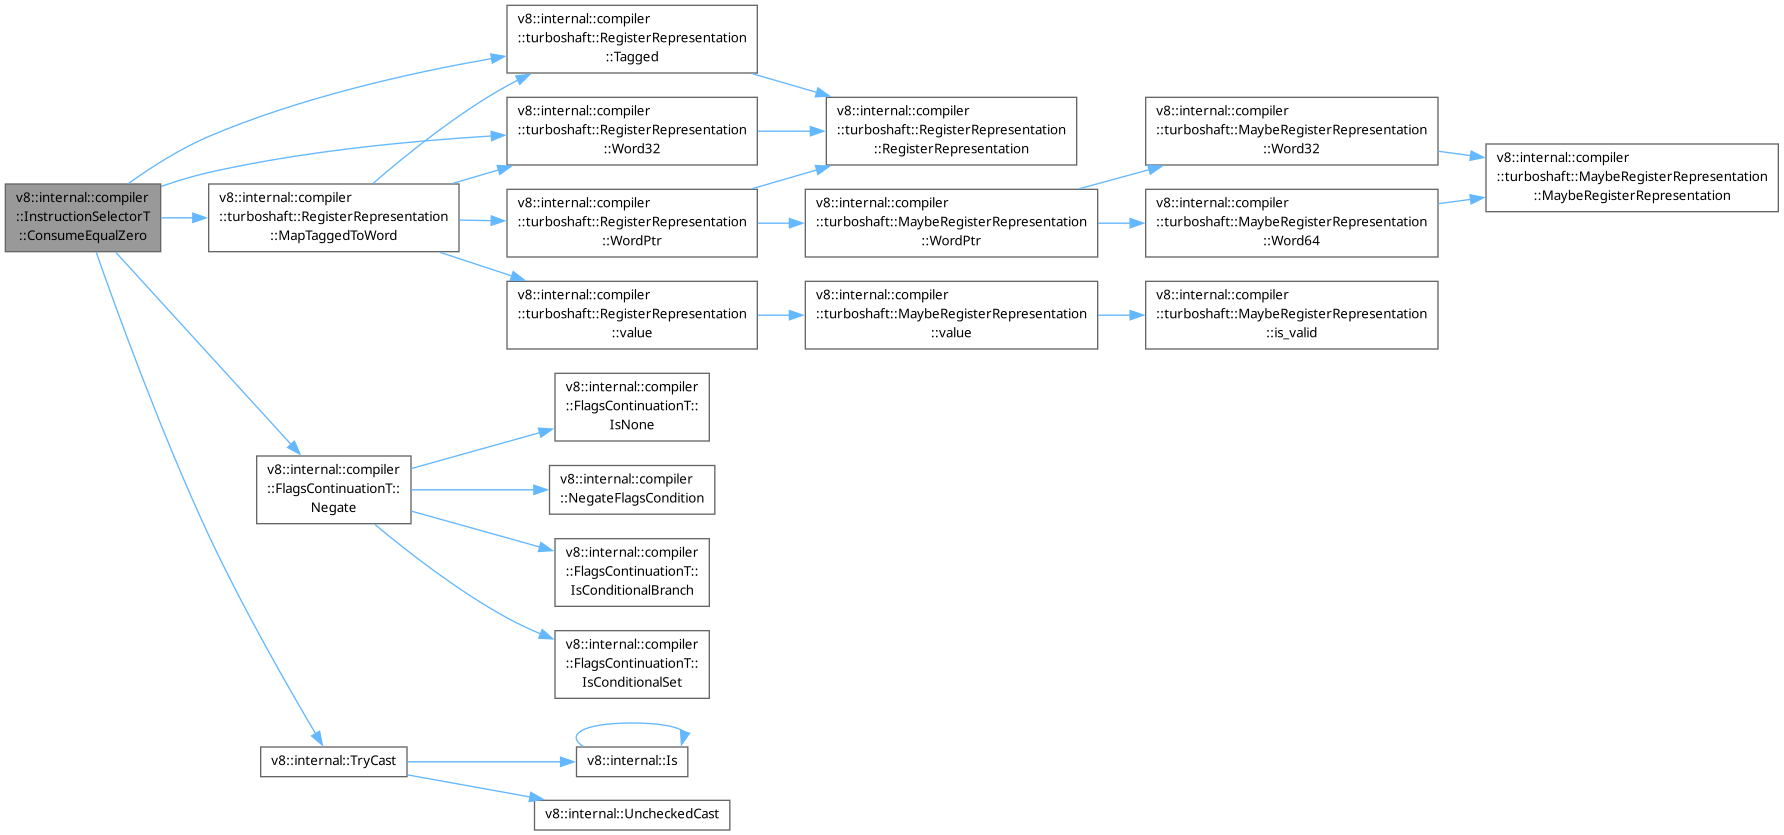 v8::internal::compiler
::InstructionSelectorT
::ConsumeEqualZero
v8::internal::compiler
::turboshaft::RegisterRepresentation
::Tagged
v8::internal::compiler
::turboshaft::RegisterRepresentation
::Word32
v8::internal::compiler
::turboshaft::RegisterRepresentation
::MapTaggedToWord
v8::internal::compiler
::turboshaft::RegisterRepresentation
::WordPtr
v8::internal::compiler
::turboshaft::RegisterRepresentation
::value
v8::internal::compiler
::turboshaft::RegisterRepresentation
::RegisterRepresentation
v8::internal::compiler
::turboshaft::MaybeRegisterRepresentation
::WordPtr
v8::internal::compiler
::turboshaft::MaybeRegisterRepresentation
::value
v8::internal::compiler
::turboshaft::MaybeRegisterRepresentation
::Word32
v8::internal::compiler
::turboshaft::MaybeRegisterRepresentation
::Word64
v8::internal::compiler
::turboshaft::MaybeRegisterRepresentation
::is_valid
v8::internal::compiler
::turboshaft::MaybeRegisterRepresentation
::MaybeRegisterRepresentation
v8::internal::compiler
::FlagsContinuationT::
Negate
v8::internal::compiler
::FlagsContinuationT::
IsNone
v8::internal::compiler
::NegateFlagsCondition
v8::internal::compiler
::FlagsContinuationT::
IsConditionalBranch
v8::internal::compiler
::FlagsContinuationT::
IsConditionalSet
v8::internal::TryCast
v8::internal::Is
v8::internal::UncheckedCast